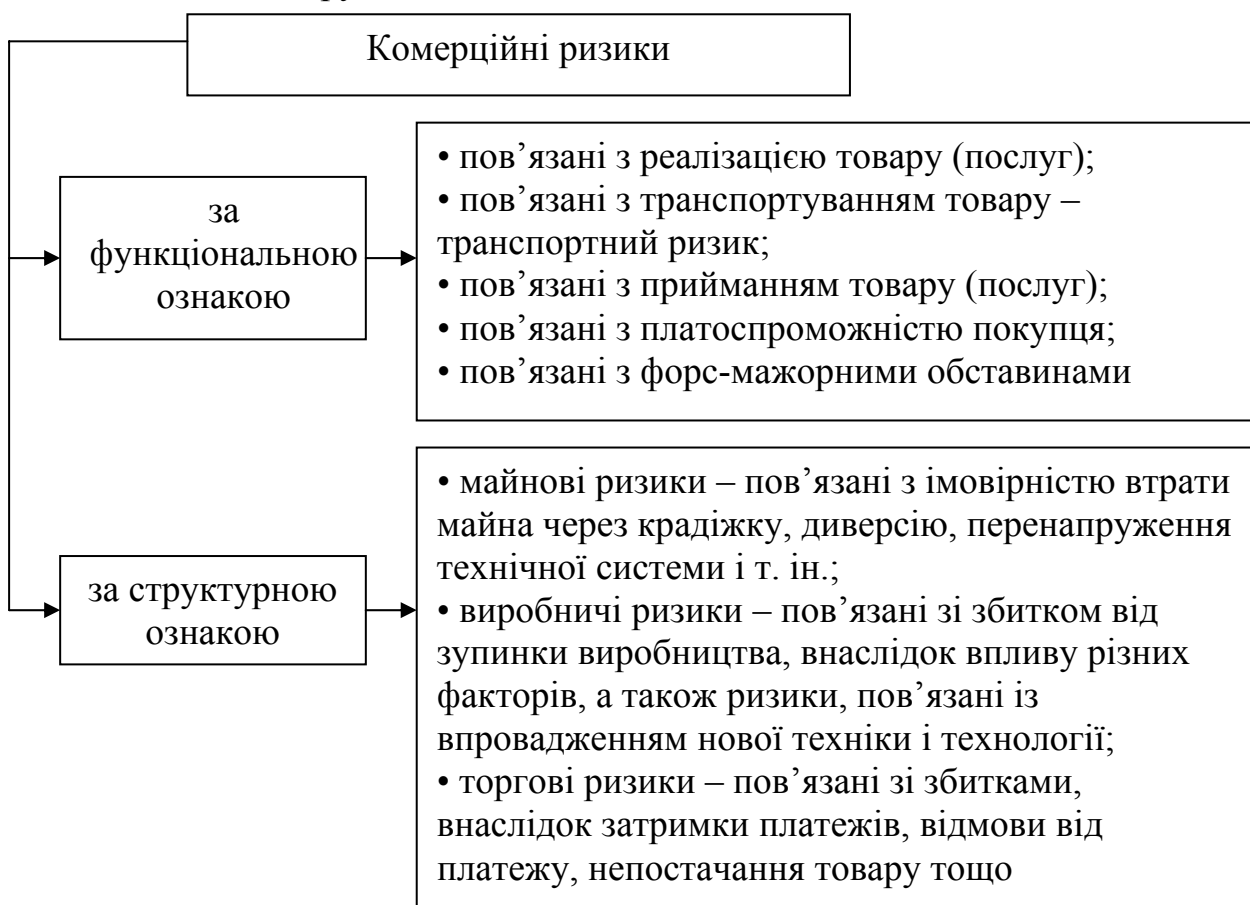 Комерційні ризики
за
функціональною
ознакою
• пов’язані з реалізацією товару (послуг);
• пов’язані з транспортуванням товару –
транспортний ризик;
• пов’язані з прийманням товару (послуг);
• пов’язані з платоспроможністю покупця;
• пов’язані з форс-мажорними обставинами
за структурною
ознакою
• майнові ризики – пов’язані з імовірністю втрати
майна через крадіжку, диверсію, перенапруження
технічної системи і т. ін.;
• виробничі ризики – пов’язані зі збитком від
зупинки виробництва, внаслідок впливу різних
факторів, а також ризики, пов’язані із
впровадженням нової техніки і технології;
• торгові ризики – пов’язані зі збитками,
внаслідок затримки платежів, відмови від
платежу, непостачання товару тощо